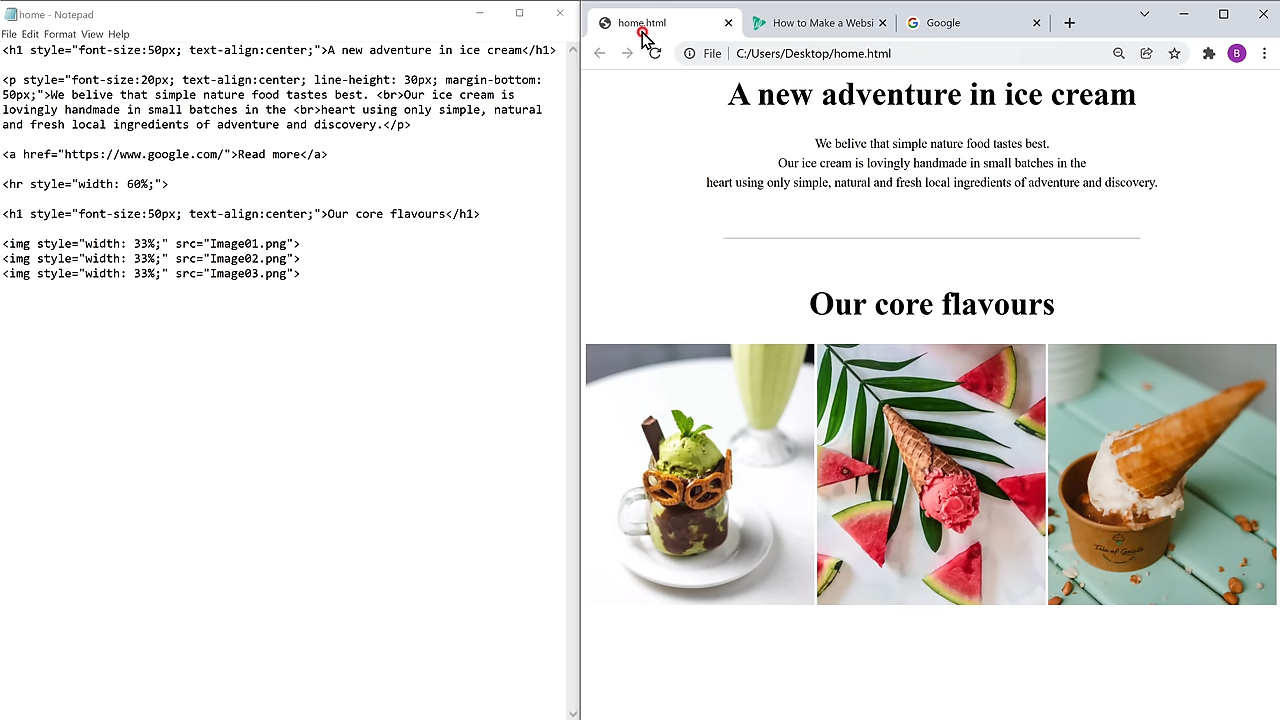 home - Notepad
File Edit Format View Help
<h1 style="font-size:50px; text-align:center;">A new adventure in ice cream</h1>
<p style="font-size:20px; text-align:center; line-height: 30px; margin-bottom:
50px;">We belive that simple nature food tastes best. <br>Our ice cream is
lovingly handmade in small batches in the <br>heart using only simple, natural
and fresh local ingredients of adventure and discovery.</p>
<a href="https://www.google.com/">Read more</a>
<hr style="width: 60%;">
<h1 style="font-size:50px; text-align:center;">Our core flavours</h1>
<img style="width: 33%;" src="Image01.png">
<img style="width: 33%;" src="Image02.png">
<img style="width: 33%;" src="Image03.png">
home.html
How to Make a Websi
Google
File
C:/Users/Desktop/home.html
B
A new adventure in ice cream
We belive that simple nature food tastes best.
Our ice cream is lovingly handmade in small batches in the
heart using only simple, natural and fresh local ingredients of adventure and discovery.
Our core flavours